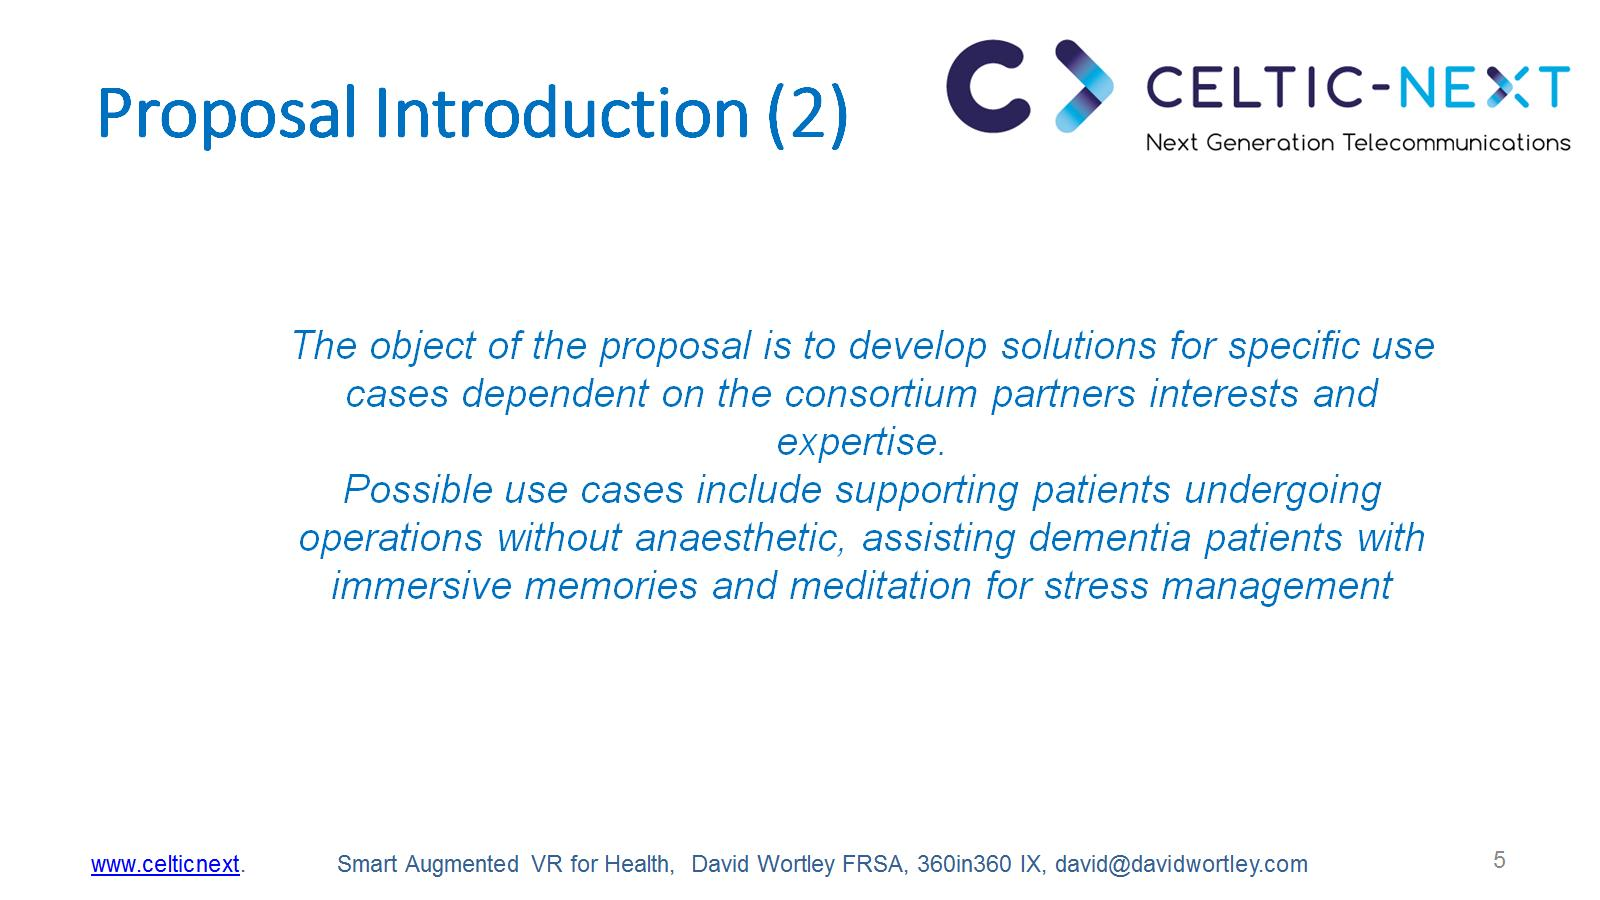 Proposal Introduction (2)
CELTIC-NEXT
Next Generation Telecommunications
The object of the proposal is to develop solutions for specific use
cases dependent on the consortium partners interests and
expertise.
Possible use cases include supporting patients undergoing
operations without anaesthetic, assisting dementia patients with
immersive memories and meditation for stress management
www.celticnext.
Smart Augmented VR for Health, David Wortley FRSA, 360in360 IX, david@davidwortley.com
5